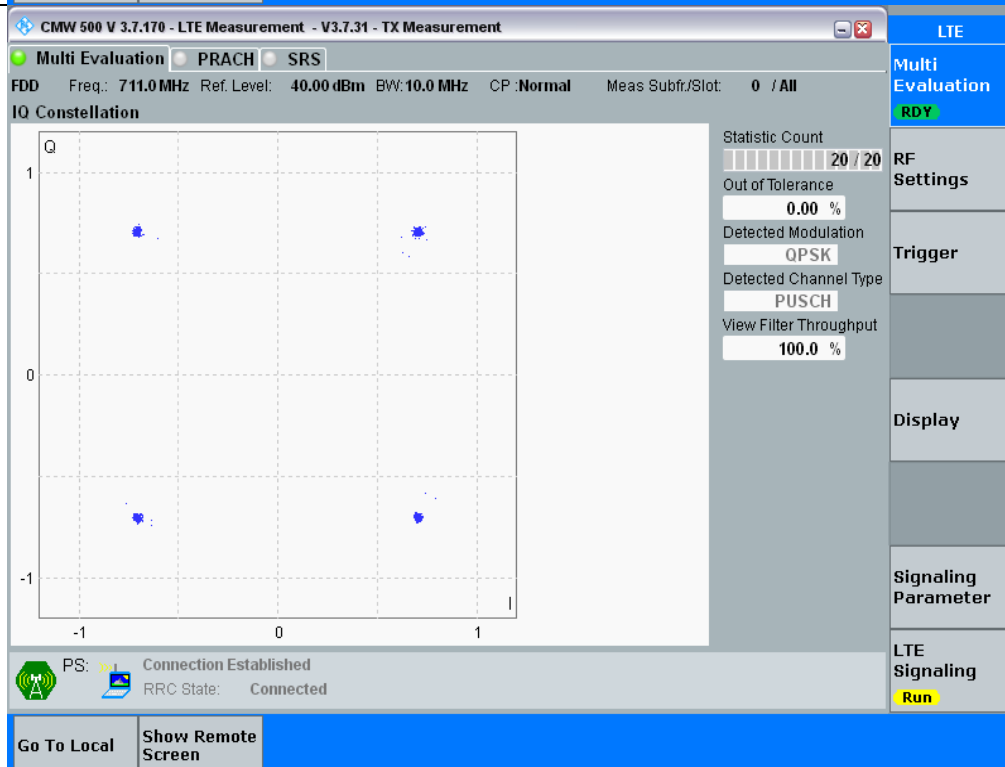 CMW 500 V 3.7.170 - LTE Measurement - V3.7.31 - TX Measurement
LTE
Multi Evaluation PRACH SRS
FDD Freq.: 711.0 MHz Ref. Level: 40.00 dBm BW: 10.0 MHz CP : Normal Meas Subfr./Slot: 0 / All
IQ Constellation
Q
1
0
-1
-1 0 1
I
Statistic Count
20 / 20
Out of Tolerance
0.00 %
Detected Modulation
QPSK
Detected Channel Type
PUSCH
View Filter Throughput
100.0 %
Multi
Evaluation
RDY
RF
Settings
Trigger
Display
Signaling
Parameter
LTE
Signaling
Run
PS: Connection Established
RRC State: Connected
Go To Local
Show Remote
Screen